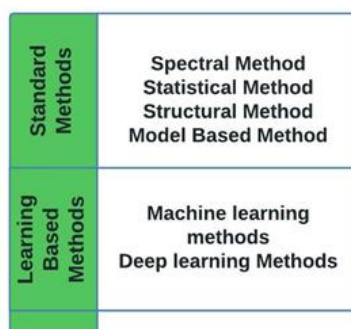 Standard
Methods
Spectral Method
Statistical Method
Structural Method
Model Based Method
Learning
Based
Methods
Machine learning
methods
Deep learning Methods